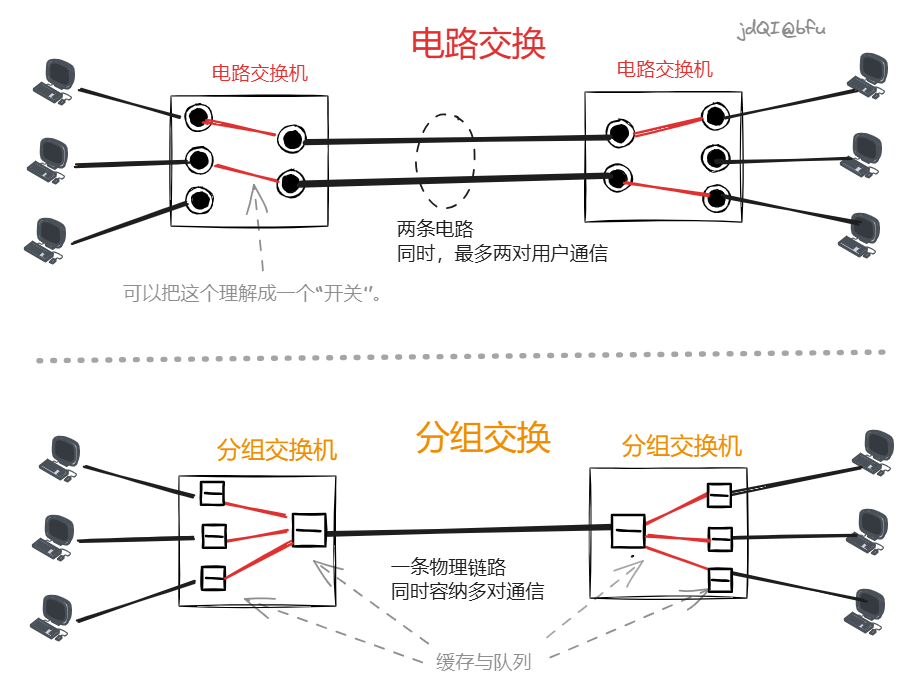 jdQI@bfu
电路交换
电路交换机
电路交换机
两条电路
同时，最多两对用户通信
可以把这个理解成一个“开关”。
分组交换
分组交换机
分组交换机
一条物理链路
同时容纳多对通信
缓存与队列